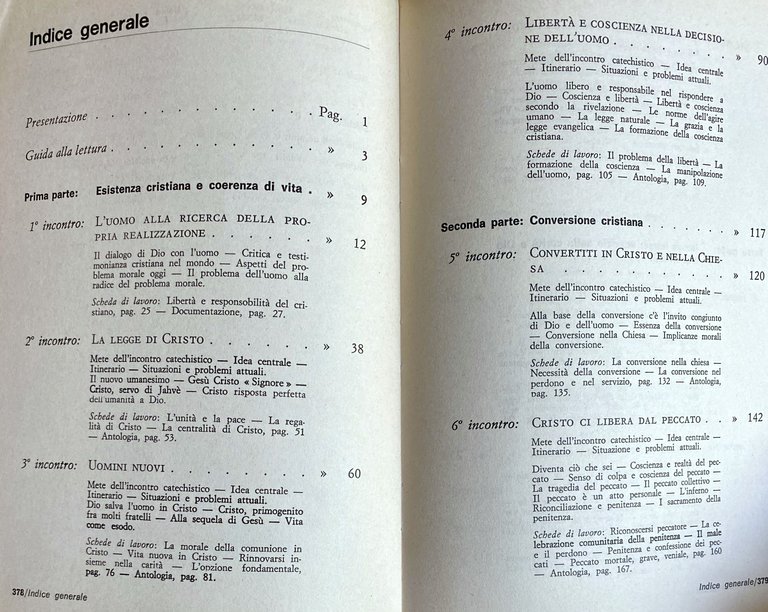 Indice generale
Presentazione . . . . . . . . . . . . Pag. 1
Guida alla lettura . . . . . . . . . . . » 3
Prima parte: Esistenza cristiana e coerenza di vita . » 9
1° incontro: L'UOMO ALLA RICERCA DELLA PRO-
PRIA REALIZZAZIONE . . . . . . » 12
Il dialogo di Dio con l'uomo — Critica e testi-
monianza cristiana nel mondo — Aspetti del pro-
blema morale oggi — Il problema dell'uomo alla
radice del problema morale.
Scheda di lavoro: Libertà e responsabilità del cri-
stiano, pag. 25 — Documentazione, pag. 27.
2° incontro: LA LEGGE DI CRISTO . . . . . . » 38
Mete dell'incontro catechistico — Idea centrale —
Itinerario — Situazioni e problemi attuali.
Il nuovo umanesimo — Gesù Cristo « Signore » —
Cristo, servo di Jahvè — Cristo risposta perfetta
dell'umanità a Dio.
Schede di lavoro: L'unità e la pace — La rega-
lità di Cristo — La centralità di Cristo, pag. 51
— Antologia, pag. 53.
3° incontro: UOMINI NUOVI . . . . . . . . » 60
Mete dell'incontro catechistico — Idea centrale —
Itinerario — Situazioni e problemi attuali.
Dio salva l'uomo in Cristo — Cristo, primogenito
fra molti fratelli — Alla sequela di Gesù — Vita
come esodo.
Schede di lavoro: La morale della comunione in
Cristo — Vita nuova in Cristo — Rinnovarsi in-
sieme nella carità — L'opzione fondamentale,
pag. 76 — Antologia, pag. 81.
378/Indice generale
4° incontro: LIBERTÀ E COSCIENZA NELLA DECISIO-
NE DELL'UOMO . . . . . . . » 90
Mete dell'incontro catechistico — Idea centrale
— Itinerario — Situazioni e problemi attuali.
L'uomo libero e responsabile nel rispondere a
Dio — Coscienza e libertà — Libertà e coscienza
secondo la rivelazione — Le norme dell'agire
umano — La legge naturale — La grazia e la
legge evangelica — La formazione della coscienza
cristiana.
Schede di lavoro: Il problema della libertà — La
formazione della coscienza — La manipolazione
dell'uomo, pag. 105 — Antologia, pag. 109.
Seconda parte: Conversione cristiana . . . . . . . » 117
5° incontro: CONVERTITI IN CRISTO E NELLA CHIE-
SA . . . . . . . . . . » 120
Mete dell'incontro catechistico — Idea centrale —
Itinerario — Situazioni e problemi attuali.
Alla base della conversione c'è l'invito congiunto
di Dio e dell'uomo — Essenza della conversione
— Conversione nella Chiesa — Implicanze morali
della conversione.
Schede di lavoro: La conversione nella chiesa —
Necessità della conversione — La conversione nel
perdono e nel servizio, pag. 132 — Antologia,
pag. 135.
6° incontro: CRISTO CI LIBERA DAL PECCATO . . » 142
Mete dell'incontro catechistico — Idea centrale —
Itinerario — Situazioni e problemi attuali.
Diventa ciò che sei — Coscienza e realtà del pec-
cato — Senso di colpa e coscienza del peccato —
La tragedia del peccato — Il peccato collettivo —
Il peccato è un atto personale — L'inferno —
Riconciliazione e penitenza — I sacramento della
penitenza.
Schede di lavoro: Riconoscersi peccatore — La ce-
lebrazione comunitaria della penitenza — Il male
e il perdono — Penitenza e confessione dei pec-
cati — Peccato mortale, grave, veniale, pag. 160
— Antologia, pag. 167.
Indice generale/379